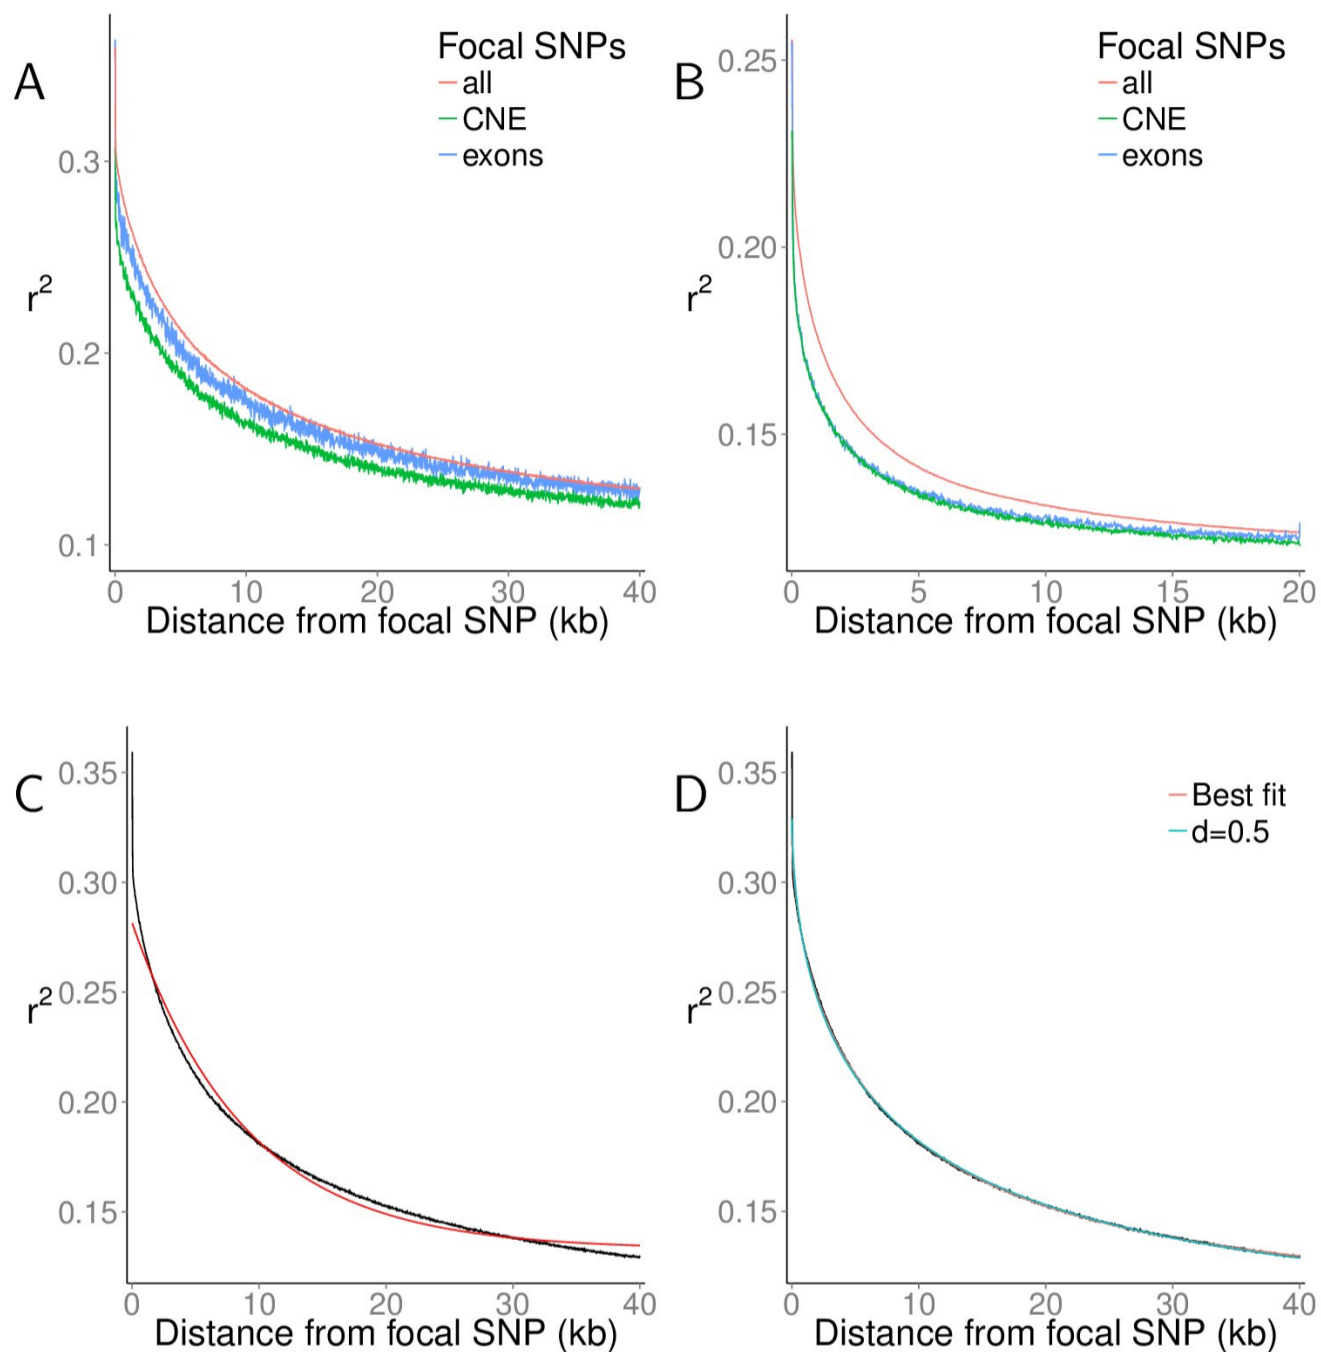 A
Focal SNPs
all
CNE
exons
r²
0.3
0.2
0.1
0 10 20 30 40
Distance from focal SNP (kb)
B
Focal SNPs
all
CNE
exons
r²
0.25
0.20
0.15
0 5 10 15 20
Distance from focal SNP (kb)
C
r²
0.35
0.30
0.25
0.20
0.15
0 10 20 30 40
Distance from focal SNP (kb)
D
Best fit
d=0.5
r²
0.35
0.30
0.25
0.20
0.15
0 10 20 30 40
Distance from focal SNP (kb)